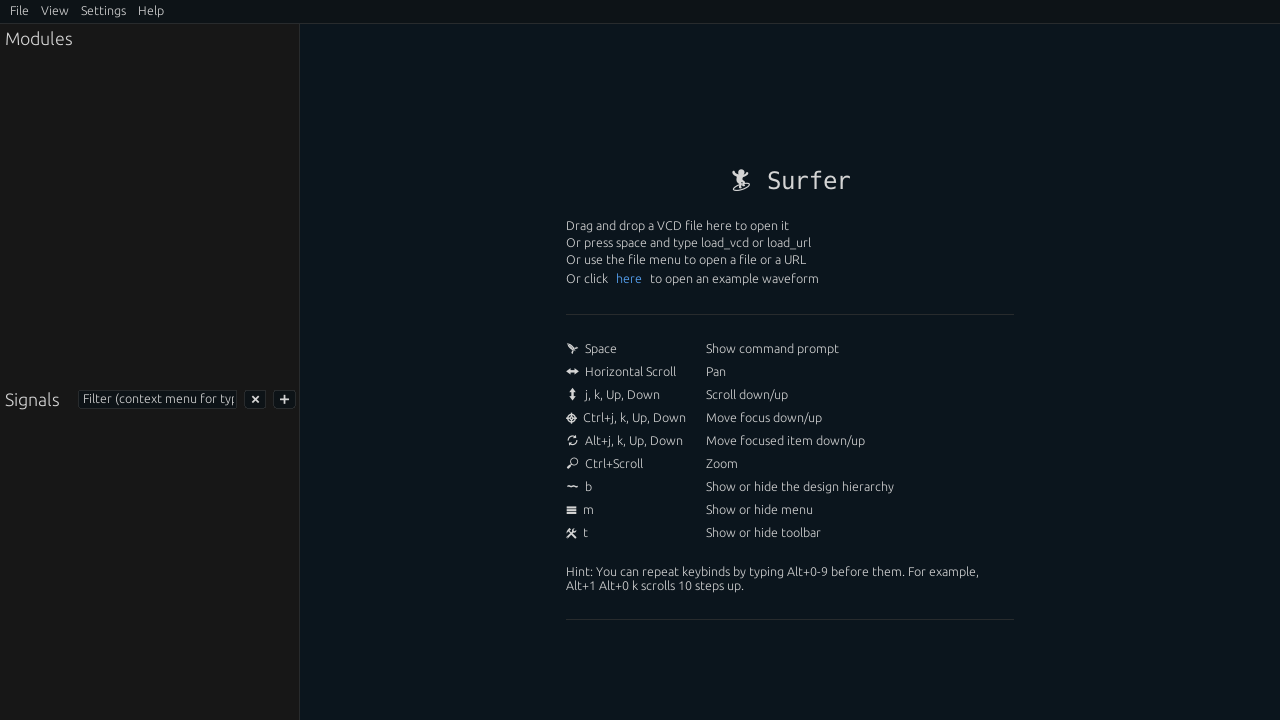 File View Settings Help
Modules
Surfer
Drag and drop a VCD file here to open it
Or press space and type load_vcd or load_url
Or use the file menu to open a file or a URL
Or click here to open an example waveform
Space Show command prompt
Horizontal Scroll Pan
j, k, Up, Down Scroll down/up
Signals Filter (context menu for typ
Ctrl+j, k, Up, Down Move focus down/up
Alt+j, k, Up, Down Move focused item down/up
Ctrl+Scroll Zoom
b Show or hide the design hierarchy
m Show or hide menu
t Show or hide toolbar
Hint: You can repeat keybinds by typing Alt+0-9 before them. For example,
Alt+1 Alt+0 k scrolls 10 steps up.